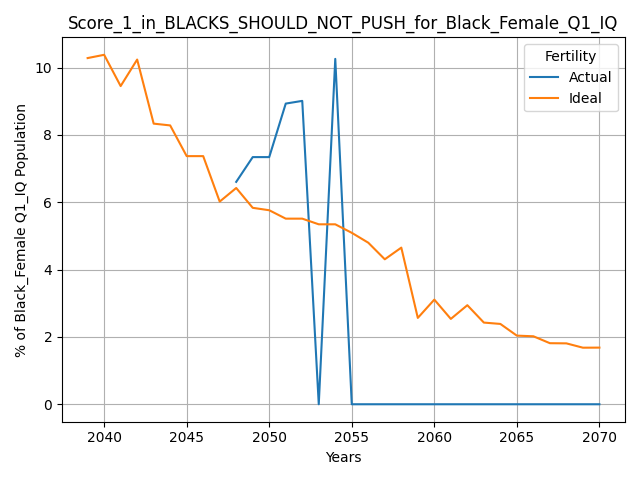 Score_1_in_BLACKS_SHOULD_NOT_PUSH_for_Black_Female_Q1_IQ
Fertility
Actual
Ideal
% of Black_Female Q1_IQ Population
10
8
6
4
2
0
2040 2045 2050 2055 2060 2065 2070
Years